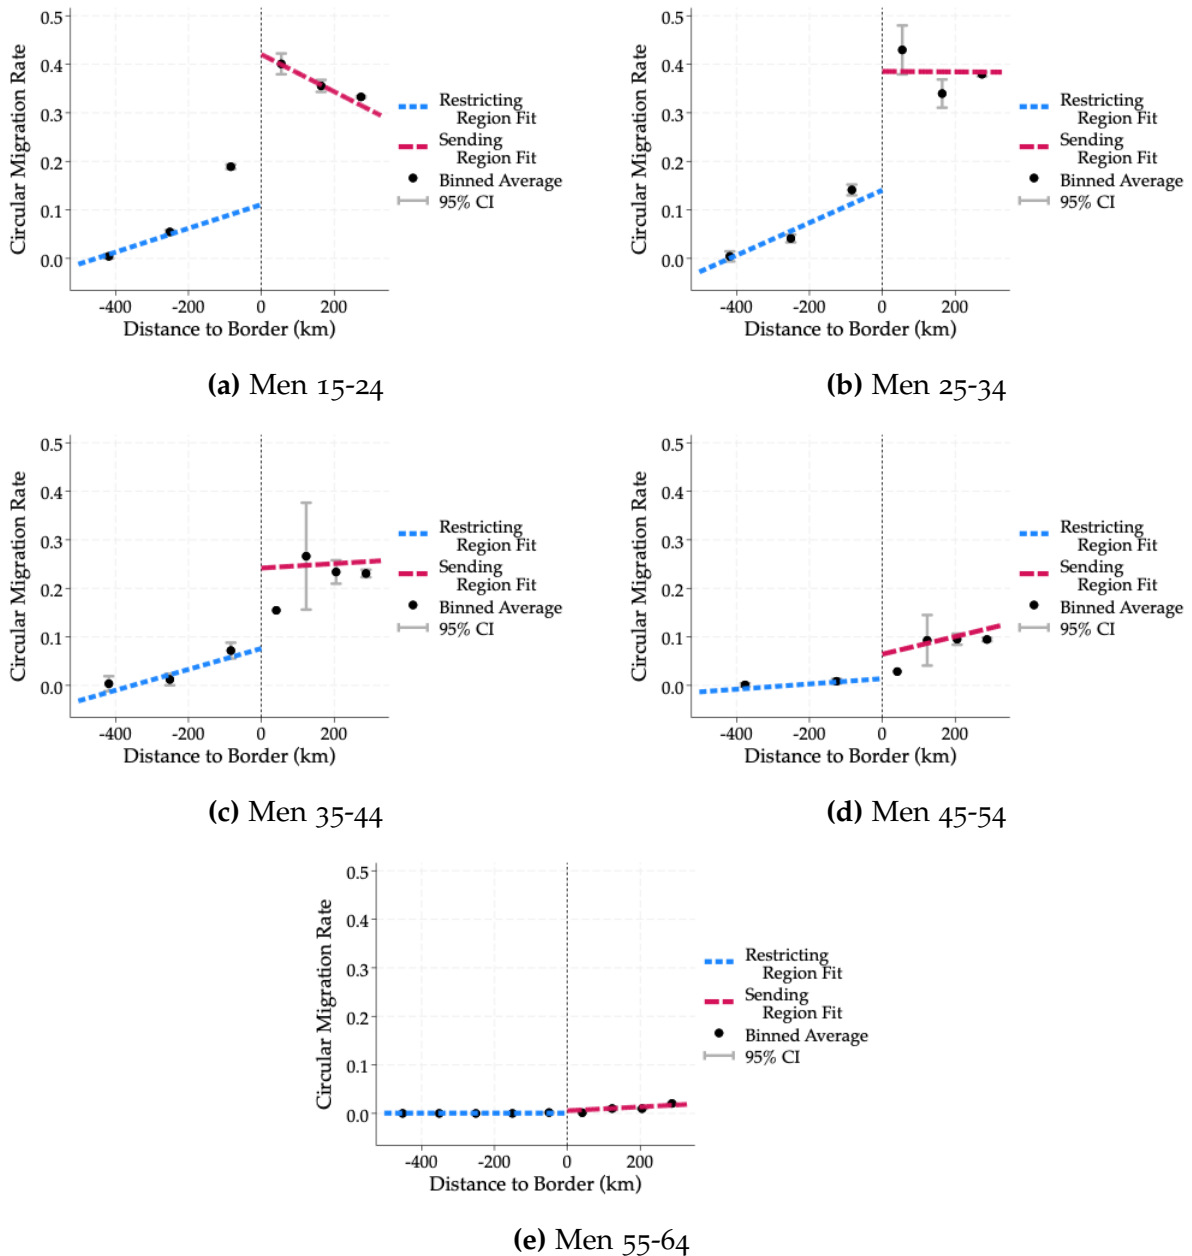 0.5
0.4
0.3
0.2
0.1
0.0
Circular Migration Rate
-400 -200 0 200
Distance to Border (km)
Restricting
Region Fit
Sending
Region Fit
Binned Average
95% CI
(a) Men 15-24
0.5
0.4
0.3
0.2
0.1
0.0
Circular Migration Rate
-400 -200 0 200
Distance to Border (km)
Restricting
Region Fit
Sending
Region Fit
Binned Average
95% CI
(b) Men 25-34
0.5
0.4
0.3
0.2
0.1
0.0
Circular Migration Rate
-400 -200 0 200
Distance to Border (km)
Restricting
Region Fit
Sending
Region Fit
Binned Average
95% CI
(c) Men 35-44
0.5
0.4
0.3
0.2
0.1
0.0
Circular Migration Rate
-400 -200 0 200
Distance to Border (km)
Restricting
Region Fit
Sending
Region Fit
Binned Average
95% CI
(d) Men 45-54
0.5
0.4
0.3
0.2
0.1
0.0
Circular Migration Rate
-400 -200 0 200
Distance to Border (km)
Restricting
Region Fit
Sending
Region Fit
Binned Average
95% CI
(e) Men 55-64